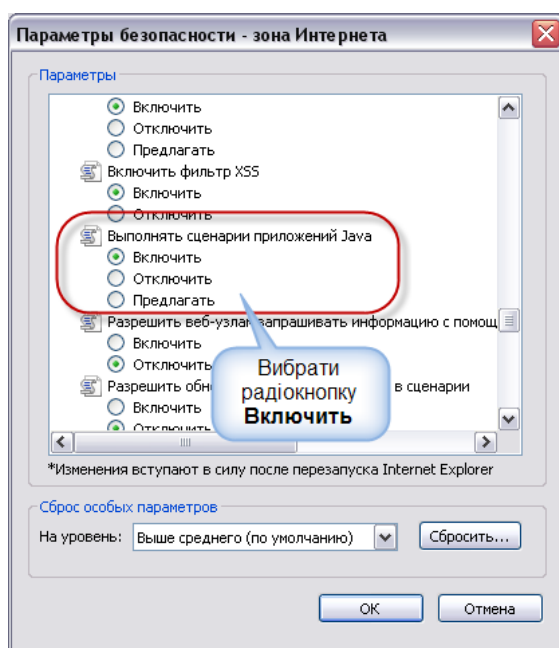 Параметры безопасности - зона Интернета
Параметры
Включить
Отключить
Предлагать
Включить фильтр XSS
Включить
Отключить
Выполнять сценарии приложений Java
Включить
Отключить
Предлагать
Разрешить веб-узлам запрашивать информацию с помощ
Включить
Отключить
Разрешить обн в сценарии
Включить
Отключить
Вибрати
радіокнопку
Включить
*Изменения вступают в силу после перезапуска Internet Explorer
Сброс особых параметров
На уровень: Выше среднего (по умолчанию) Сбросить...
ОК Отмена